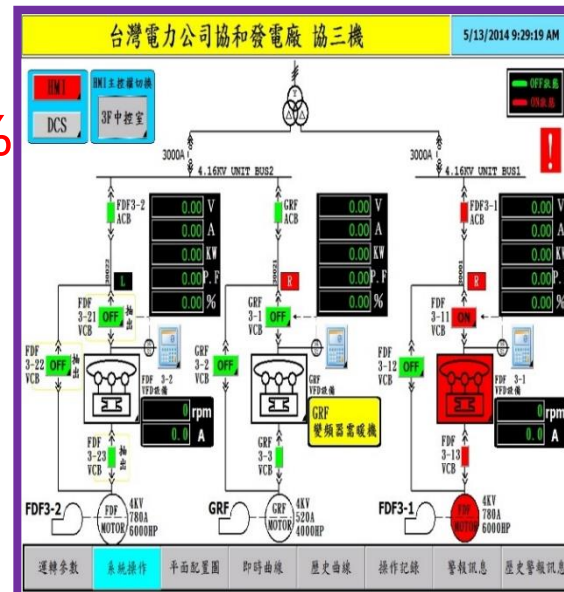 台灣電力公司協和發電廠 協三機
5/13/2014 9:29:19 AM
%
HMI
DCS
HMI主控權切換
3F中控室
OFF狀態
ON狀態
!
3000A
3000A
4.16KV UNIT BUS2
4.16KV UNIT BUS1
FDF3-2
ACB
0.00 V
0.00 A
0.00 KW
0.00 P.F
0.00 %
GRF
ACB
0.00 V
0.00 A
0.00 KW
0.00 P.F
0.00 %
FDF3-1
ACB
0.00 V
0.00 A
0.00 KW
0.00 P.
0.00 %
30022
L
30021
R
30001
R
FDF
3-21
VCB
OFF
GRF
3-1
VCB
OFF
FDF
3-11
VCB
ON
FDF
3-22
VCB
OFF
GRF
3-2
VCB
OFF
FDF
3-12
VCB
OFF
FDF 3-2
VFD設備
GRF
VFD設備
FDF 3-1
VFD設備
0 rpm
0.0 A
GRF
變頻器需暖機
0 rpm
0.0 A
FDF
3-23
VCB
GRF
3-3
VCB
FDF
3-13
VCB
FDF3-2
FDF
MOTOR
4KV
780A
6000HP
GRF
GRF
MOTOR
4KV
520A
4000HP
FDF3-1
FDF
MOTOR
4KV
780A
6000HP
運轉參數
系統操作
平面配置圖
即時曲線
歷史曲線
操作記錄
警報訊息
歷史警報訊息